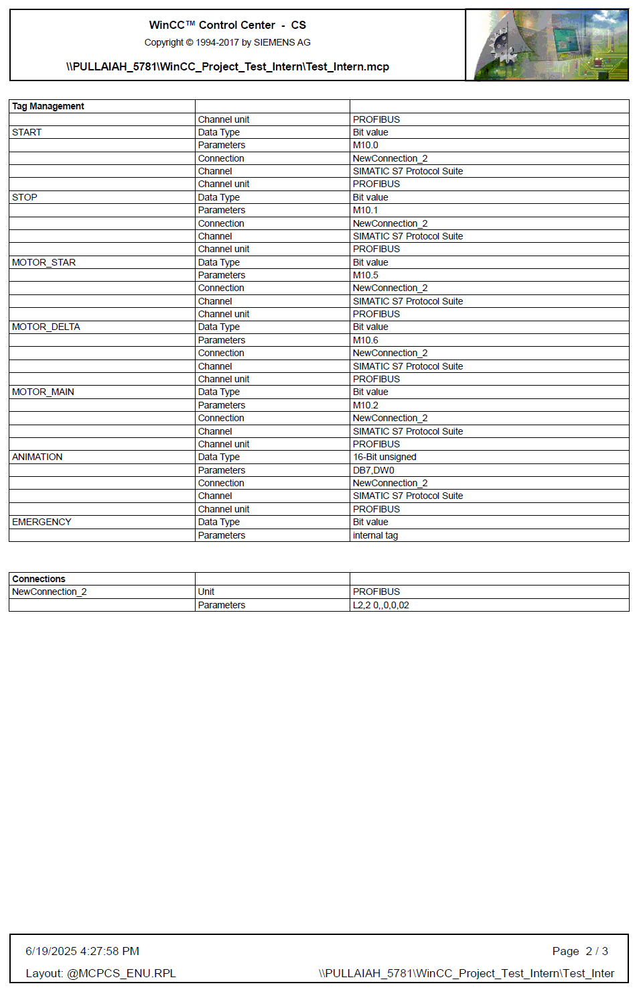 WinCC™ Control Center - CS
Copyright © 1994-2017 by SIEMENS AG
\\PULLAIAH_5781\WinCC_Project_Test_Intern\Test_Intern.mcp
Tag Management
Channel unit PROFIBUS
START Data Type Bit value
Parameters M10.0
Connection NewConnection_2
Channel SIMATIC S7 Protocol Suite
Channel unit PROFIBUS
STOP Data Type Bit value
Parameters M10.1
Connection NewConnection_2
Channel SIMATIC S7 Protocol Suite
Channel unit PROFIBUS
MOTOR_STAR Data Type Bit value
Parameters M10.5
Connection NewConnection_2
Channel SIMATIC S7 Protocol Suite
Channel unit PROFIBUS
MOTOR_DELTA Data Type Bit value
Parameters M10.6
Connection NewConnection_2
Channel SIMATIC S7 Protocol Suite
Channel unit PROFIBUS
MOTOR_MAIN Data Type Bit value
Parameters M10.2
Connection NewConnection_2
Channel SIMATIC S7 Protocol Suite
Channel unit PROFIBUS
ANIMATION Data Type 16-Bit unsigned
Parameters DB7,DW0
Connection NewConnection_2
Channel SIMATIC S7 Protocol Suite
Channel unit PROFIBUS
EMERGENCY Data Type Bit value
Parameters internal tag
Connections
NewConnection_2 Unit PROFIBUS
Parameters L2,2 0,,0,0,02
6/19/2025 4:27:58 PM Page 2 / 3
Layout: @MCPCS_ENU.RPL \\PULLAIAH_5781\WinCC_Project_Test_Intern\Test_Inter